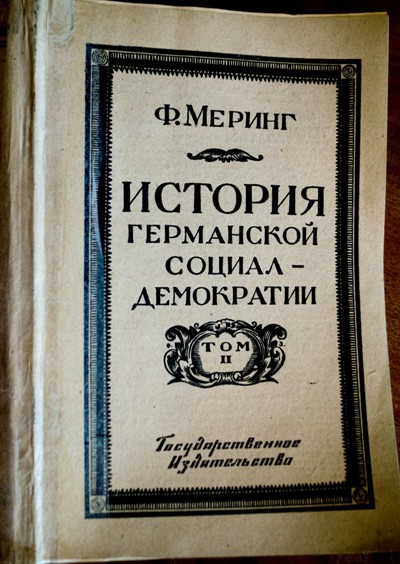 Ф. МЕРИНГ
ИСТОРИЯ
ГЕРМАНСКОЙ
СОЦИАЛ-
ДЕМОКРАТИИ
ТОМ
II
Государственное
Издательство